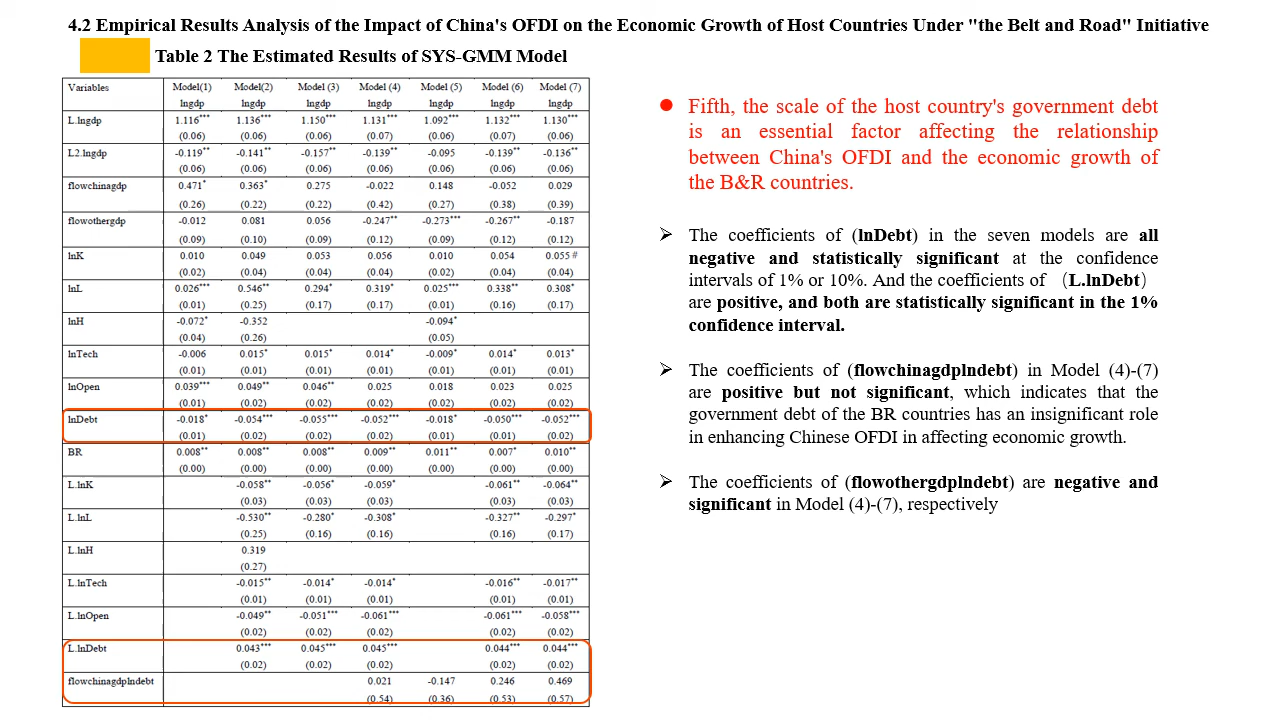 4.2 Empirical Results Analysis of the Impact of China's OFDI on the Economic Growth of Host Countries Under "the Belt and Road" Initiative
Table 2 The Estimated Results of SYS-GMM Model
Variables Model(1) Model(2) Model (3) Model (4) Model (5) Model (6) Model (7)
lngdp lngdp lngdp lngdp lngdp lngdp lngdp
L.lngdp 1.116*** 1.136*** 1.150*** 1.131*** 1.092*** 1.132*** 1.130***
(0.06) (0.06) (0.06) (0.07) (0.06) (0.07) (0.06)
L2.lngdp -0.119** -0.141** -0.157** -0.139** -0.095 -0.139** -0.136**
(0.06) (0.06) (0.06) (0.06) (0.06) (0.06) (0.06)
flowchinagdp 0.471* 0.363* 0.275 -0.022 0.148 -0.052 0.029
(0.26) (0.22) (0.22) (0.42) (0.27) (0.38) (0.39)
flowothergdp -0.012 0.081 0.056 -0.247** -0.273*** -0.267** -0.187
(0.09) (0.10) (0.09) (0.12) (0.09) (0.12) (0.12)
lnK 0.010 0.049 0.053 0.056 0.010 0.054 0.055 #
(0.02) (0.04) (0.04) (0.04) (0.02) (0.04) (0.04)
lnL 0.026*** 0.546** 0.294* 0.319* 0.025*** 0.338** 0.308*
(0.01) (0.25) (0.17) (0.17) (0.01) (0.16) (0.17)
lnH -0.072* -0.352 -0.094*
(0.04) (0.26) (0.05)
lnTech -0.006 0.015* 0.015* 0.014* -0.009* 0.014* 0.013*
(0.01) (0.01) (0.01) (0.01) (0.01) (0.01) (0.01)
lnOpen 0.039*** 0.049** 0.046** 0.025 0.018 0.023 0.025
(0.01) (0.02) (0.02) (0.02) (0.02) (0.02) (0.02)
lnDebt -0.018* -0.054*** -0.055*** -0.052*** -0.018* -0.050*** -0.052***
(0.01) (0.02) (0.02) (0.02) (0.01) (0.01) (0.02)
BR 0.008** 0.008** 0.008** 0.009** 0.011** 0.007* 0.010**
(0.00) (0.00) (0.00) (0.00) (0.00) (0.00) (0.00)
L.lnK -0.058** -0.056* -0.059* -0.061** -0.064**
(0.03) (0.03) (0.03) (0.03) (0.03)
L.lnL -0.530** -0.280* -0.308* -0.327** -0.297*
(0.25) (0.16) (0.16) (0.16) (0.17)
L.lnH 0.319
(0.27)
L.lnTech -0.015** -0.014* -0.014* -0.016** -0.017**
(0.01) (0.01) (0.01) (0.01) (0.01)
L.lnOpen -0.049** -0.051*** -0.061*** -0.061*** -0.058***
(0.02) (0.02) (0.02) (0.02) (0.02)
L.lnDebt 0.043*** 0.045*** 0.045*** 0.044*** 0.044***
(0.02) (0.02) (0.02) (0.02) (0.02)
flowchinagdplndebt 0.021 -0.147 0.246 0.469
(0.54) (0.36) (0.53) (0.57)
● Fifth, the scale of the host country's government debt
is an essential factor affecting the relationship
between China's OFDI and the economic growth of
the B&R countries.
➢ The coefficients of (lnDebt) in the seven models are all
negative and statistically significant at the confidence
intervals of 1% or 10%. And the coefficients of （L.lnDebt）
are positive, and both are statistically significant in the 1%
confidence interval.
➢ The coefficients of (flowchinagdplndebt) in Model (4)-(7)
are positive but not significant, which indicates that the
government debt of the BR countries has an insignificant role
in enhancing Chinese OFDI in affecting economic growth.
➢ The coefficients of (flowothergdplndebt) are negative and
significant in Model (4)-(7), respectively